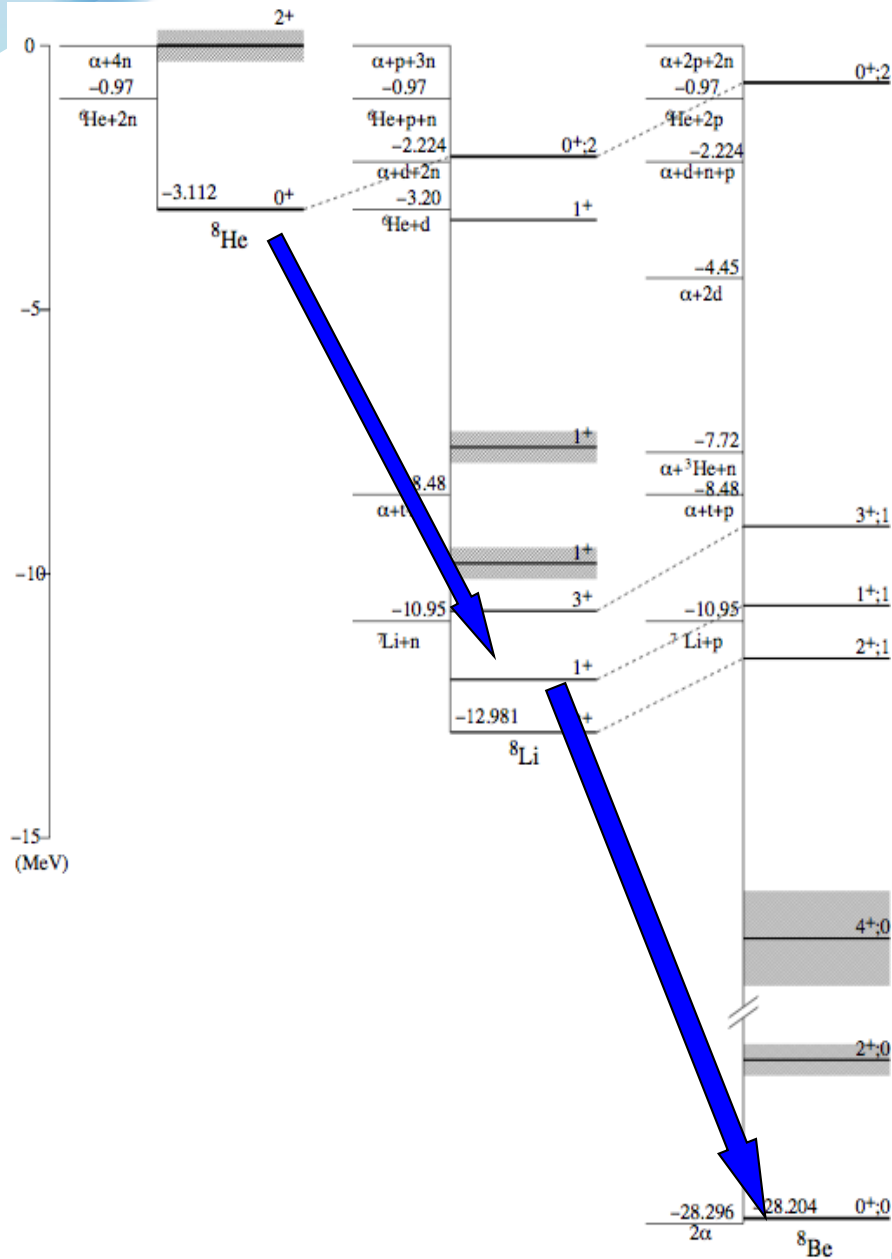 0
-5
-10
-15
(MeV)
2+
α+4n
-0.97
⁶He+2n
-3.112 0+
⁸He
α+p+3n
-0.97
⁶He+p+n
-2.224 0+;2
α+d+2n
-3.20 1+
⁶He+d
1+
8.48
α+t
1+
3+
-10.95
⁷Li+n
1+
-12.981 +
⁸Li
α+2p+2n
0+;2
-0.97
⁶He+2p
-2.224
α+d+n+p
-4.45
α+2d
-7.72
α+³He+n
-8.48
α+t+p
3+;1
1+;1
-10.95
⁷Li+p
2+;1
4+;0
2+;0
-28.296 -28.204 0+;0
2α
⁸Be